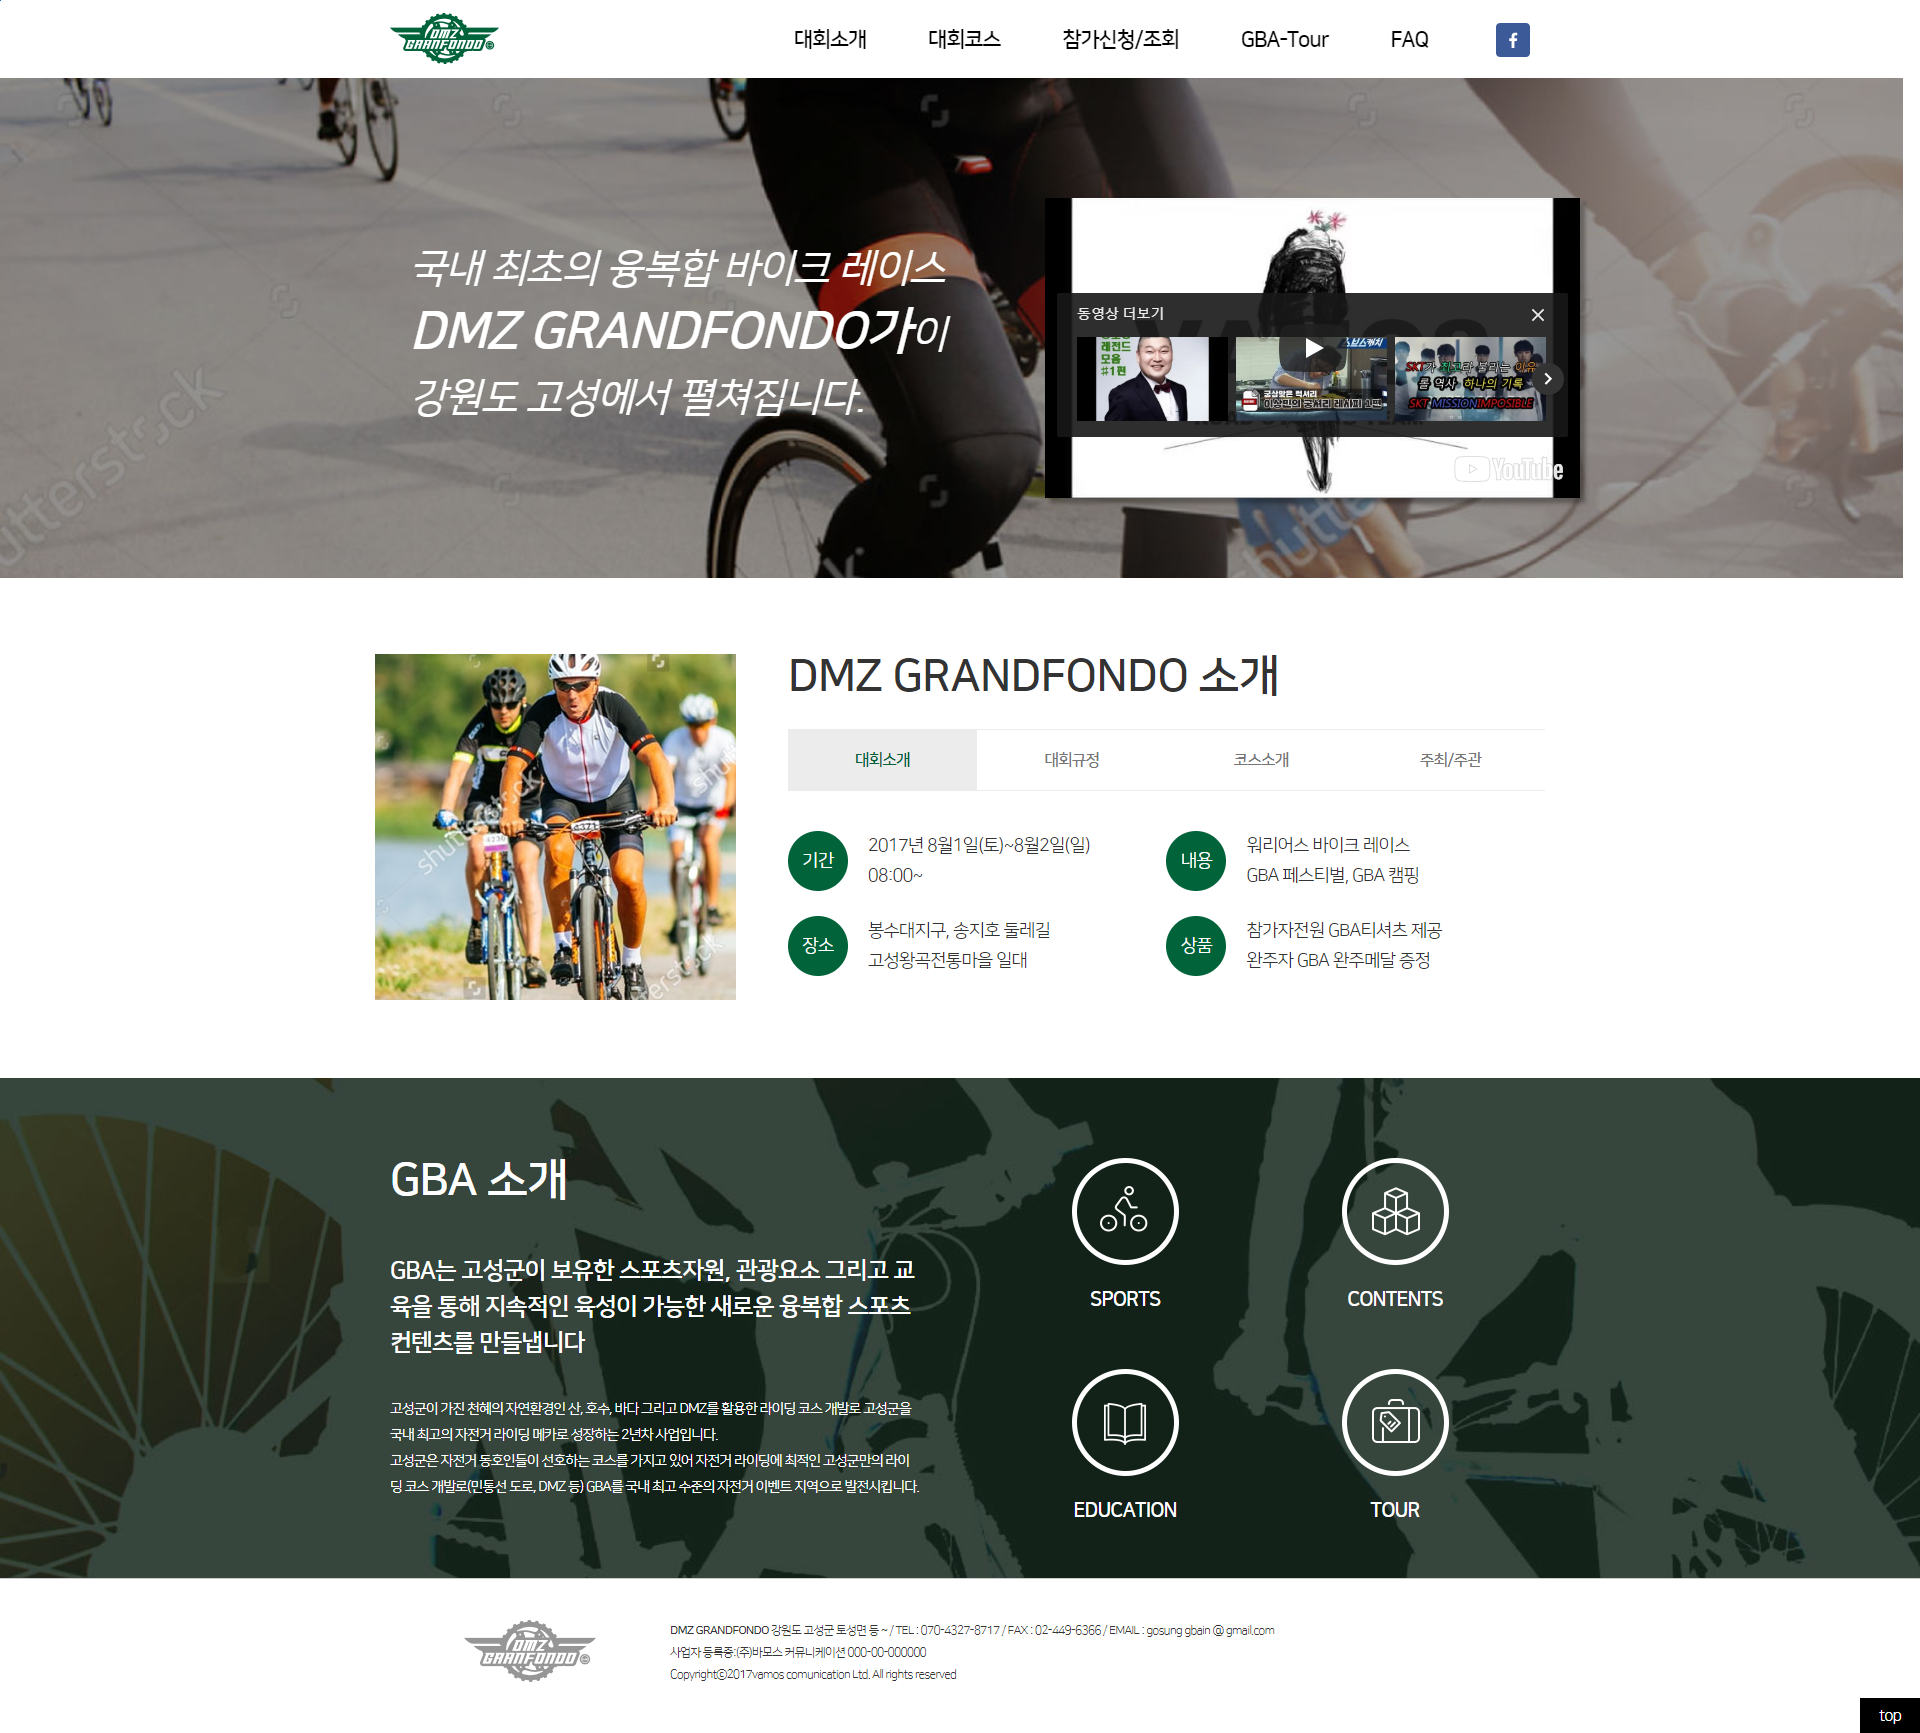 DMZ
GRANFONDO
대회소개
대회코스
참가신청/조회
GBA-Tour
FAQ
f
국내 최초의 융복합 바이크 레이스
DMZ GRANDFONDO가이
강원도 고성에서 펼쳐집니다.
동영상 더보기
레전드
모음
#1편
궁상맞은 럭셔리
SKT가 최고라 불리는 이유
롤 역사 하나의 기록
SKT MISSION IMPOSIBLE
YouTube
shutterstock
DMZ GRANDFONDO 소개
대회소개
대회규정
코스소개
주최/주관
기간
2017년 8월1일(토)~8월2일(일)
08:00~
내용
워리어스 바이크 레이스
GBA 페스티벌, GBA 캠핑
장소
봉수대지구, 송지호 둘레길
고성왕곡전통마을 일대
상품
참가자전원 GBA티셔츠 제공
완주자 GBA 완주메달 증정
GBA 소개
GBA는 고성군이 보유한 스포츠자원, 관광요소 그리고 교
육을 통해 지속적인 육성이 가능한 새로운 융복합 스포츠
컨텐츠를 만들냅니다
고성군이 가진 천혜의 자연환경인 산, 호수, 바다 그리고 DMZ를 활용한 라이딩 코스 개발로 고성군을
국내 최고의 자전거 라이딩 메카로 성장하는 2년차 사업입니다.
고성군은 자전거 동호인들이 선호하는 코스를 가지고 있어 자전거 라이딩에 최적인 고성군만의 라이
딩 코스 개발로(민통선 도로, DMZ 등) GBA를 국내 최고 수준의 자전거 이벤트 지역으로 발전시킵니다.
SPORTS
CONTENTS
EDUCATION
TOUR
DMZ
GRANFONDO
DMZ GRANDFONDO 강원도 고성군 토성면 등 ~ / TEL : 070-4327-8717 / FAX : 02-449-6366 / EMAIL : gosung gbain @ gmail.com
사업자 등록증:(주)바모스 커뮤니케이션 000-00-000000
Copyrightⓒ2017vamos comunication Ltd. All rights reserved
top